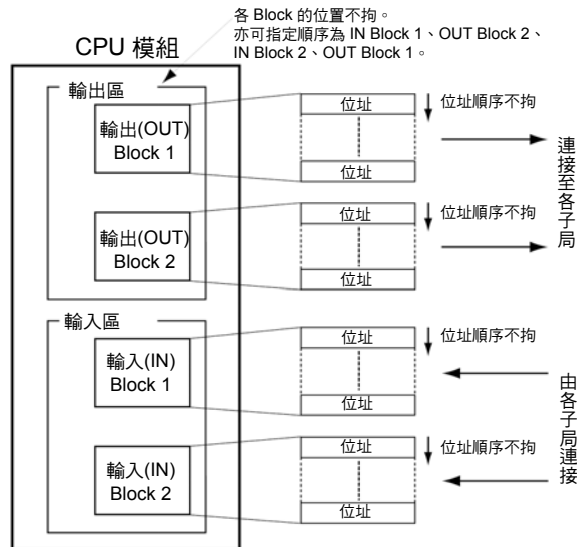 各 Block 的位置不拘。
亦可指定順序為 IN Block 1、OUT Block 2、
IN Block 2、OUT Block 1。
CPU 模組
輸出區
輸出(OUT)
Block 1
位址
位址
位址順序不拘
輸出(OUT)
Block 2
位址
位址
位址順序不拘
連接至各子局
輸入區
輸入(IN)
Block 1
位址
位址
位址順序不拘
輸入(IN)
Block 2
位址
位址
位址順序不拘
由各子局連接